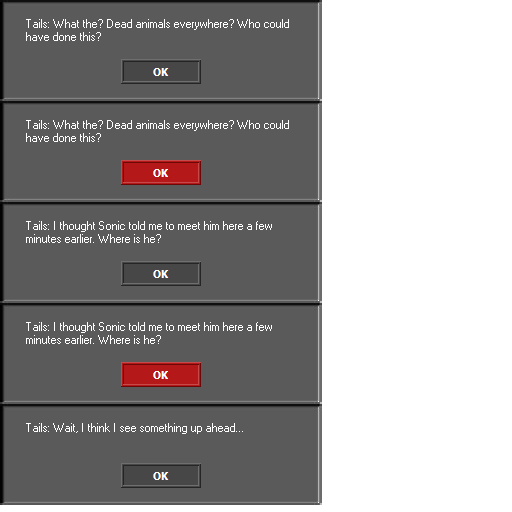 Tails: What the? Dead animals everywhere? Who could
have done this?
OK
Tails: What the? Dead animals everywhere? Who could
have done this?
OK
Tails: I thought Sonic told me to meet him here a few
minutes earlier. Where is he?
OK
Tails: I thought Sonic told me to meet him here a few
minutes earlier. Where is he?
OK
Tails: Wait, I think I see something up ahead...
OK